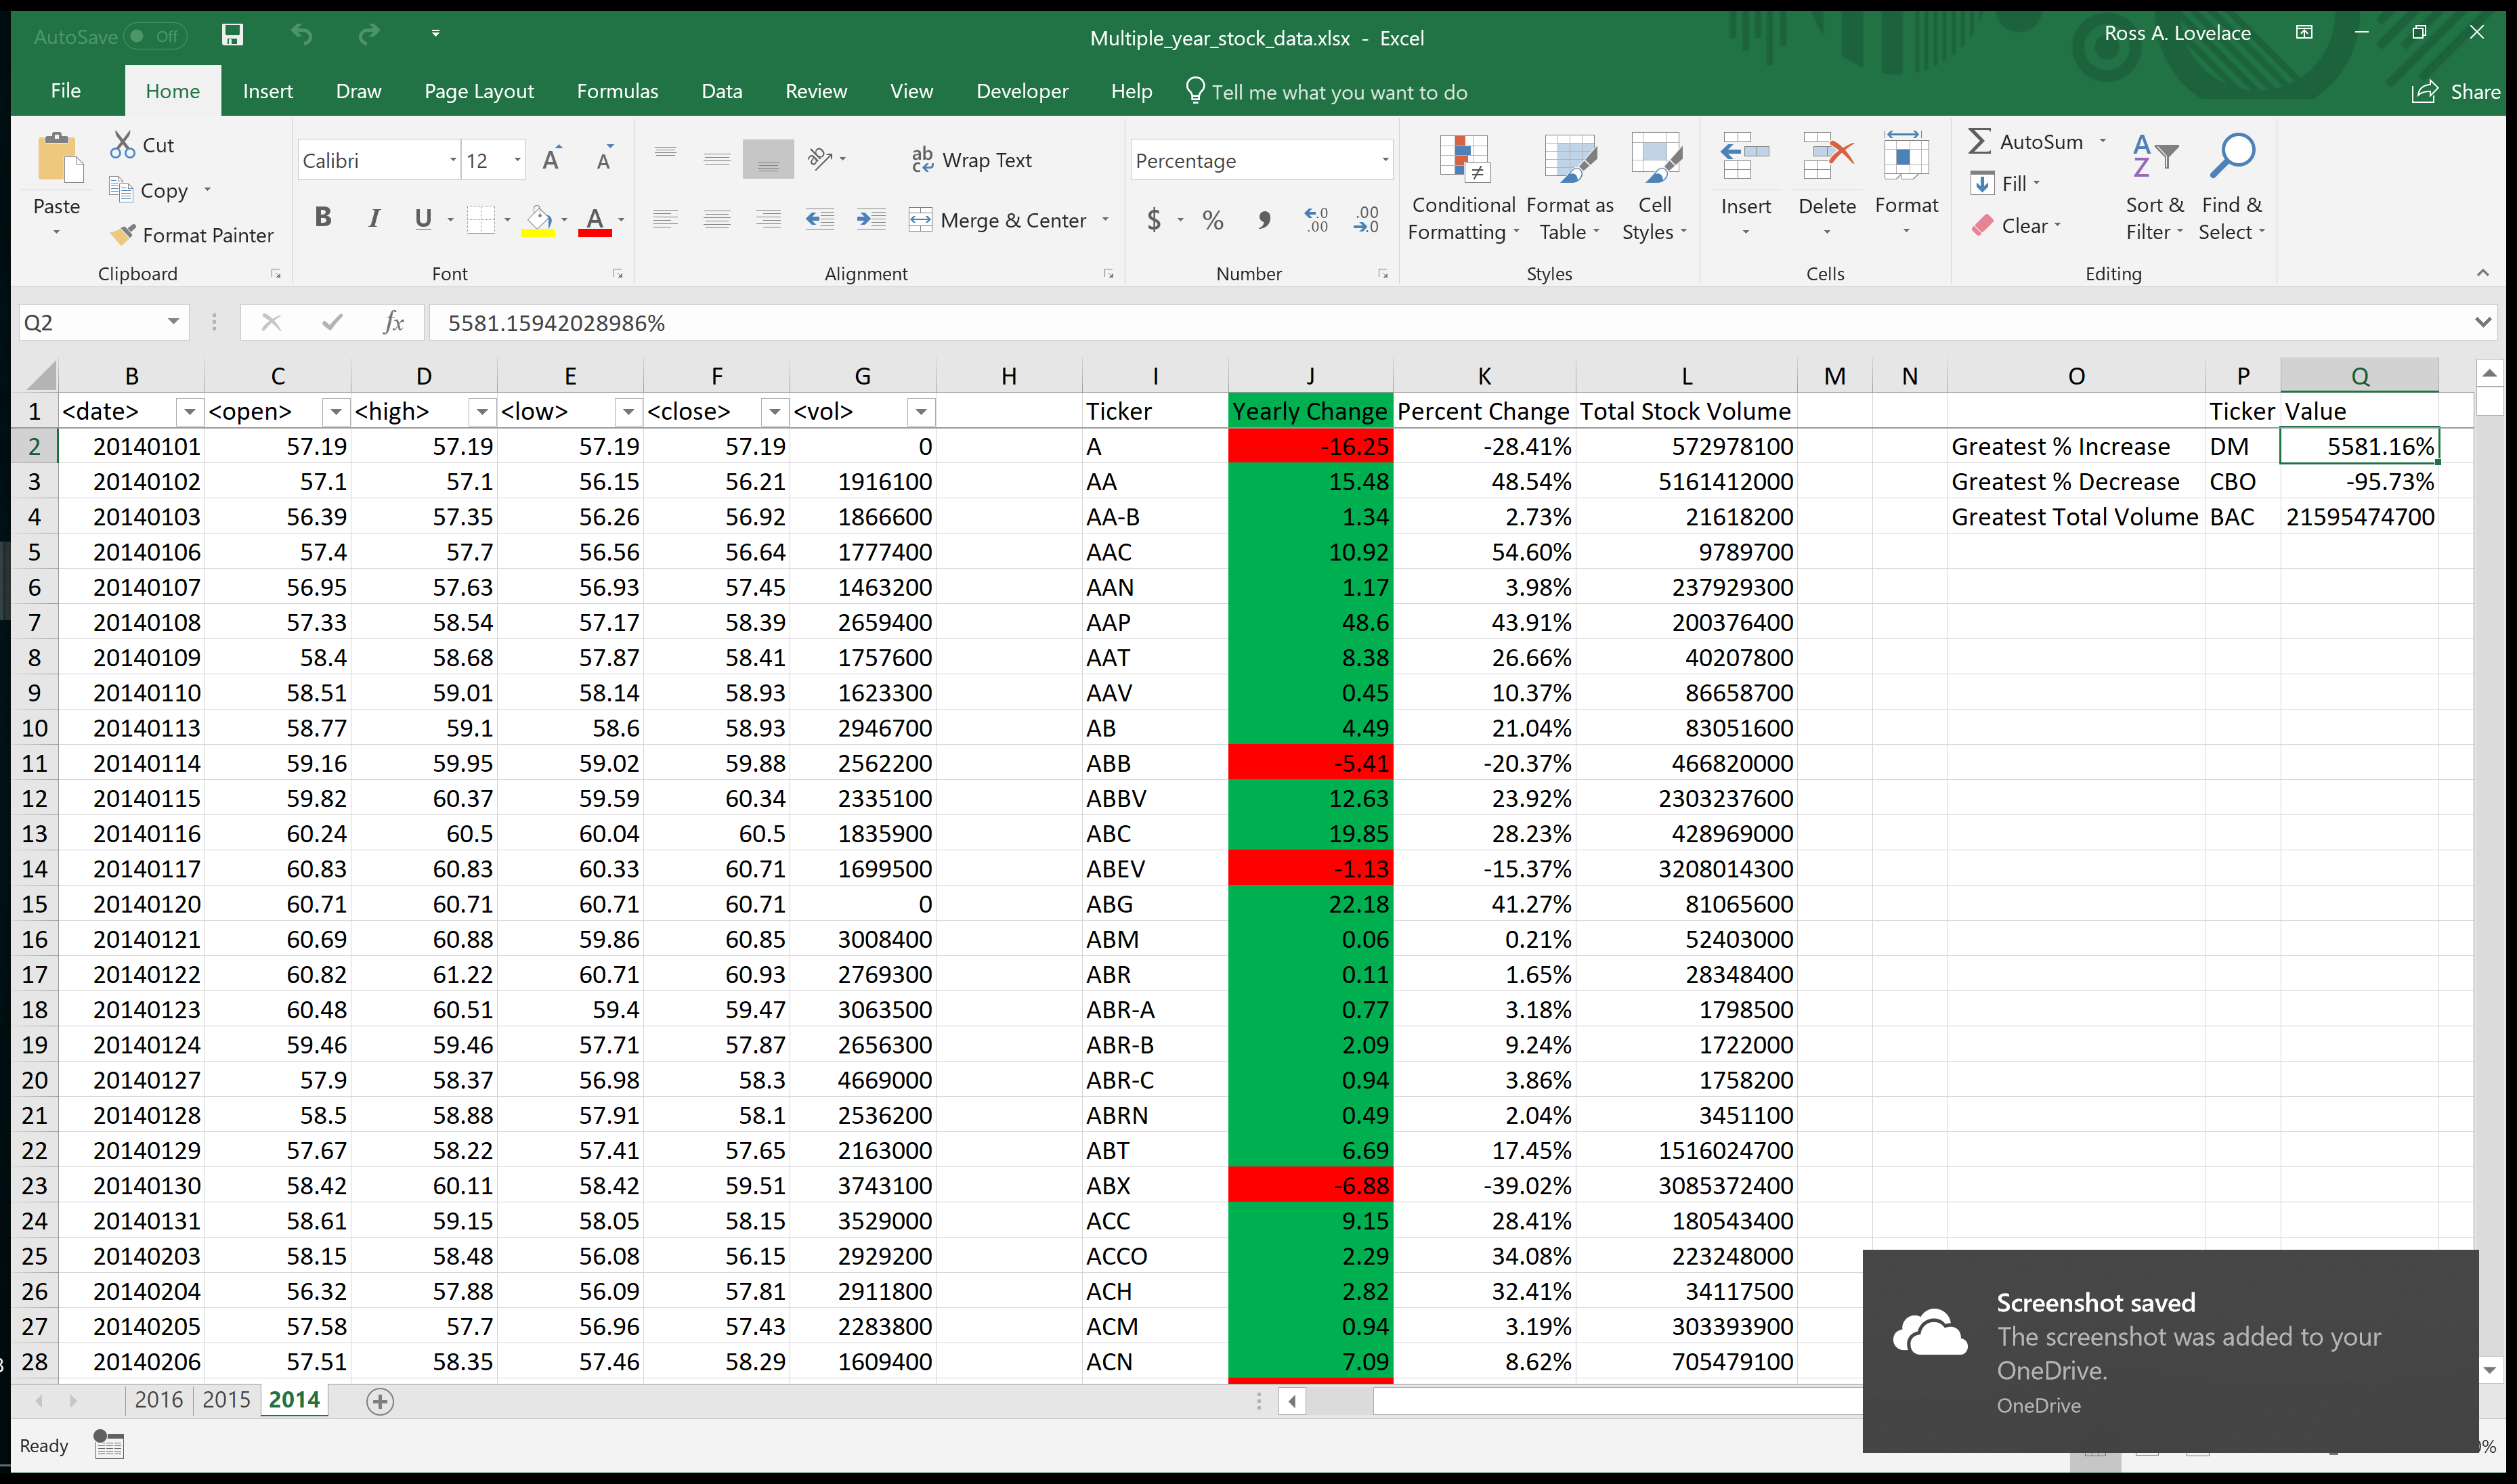 AutoSave Off
Multiple_year_stock_data.xlsx - Excel
Ross A. Lovelace
File Home Insert Draw Page Layout Formulas Data Review View Developer Help Tell me what you want to do Share
Paste Cut Copy Format Painter Clipboard
Calibri 12 B I U A Font
Wrap Text Merge & Center Alignment
Percentage $ % Number
Conditional Formatting Format as Table Cell Styles Styles
Insert Delete Format Cells
AutoSum Fill Clear Sort & Filter Find & Select Editing
Q2 fx 5581.15942028986%
B C D E F G H I J K L M N O P Q
1 <date> <open> <high> <low> <close> <vol> Ticker Yearly Change Percent Change Total Stock Volume Ticker Value
2 20140101 57.19 57.19 57.19 57.19 0 A -16.25 -28.41% 572978100 Greatest % Increase DM 5581.16%
3 20140102 57.1 57.1 56.15 56.21 1916100 AA 15.48 48.54% 5161412000 Greatest % Decrease CBO -95.73%
4 20140103 56.39 57.35 56.26 56.92 1866600 AA-B 1.34 2.73% 21618200 Greatest Total Volume BAC 21595474700
5 20140106 57.4 57.7 56.56 56.64 1777400 AAC 10.92 54.60% 9789700
6 20140107 56.95 57.63 56.93 57.45 1463200 AAN 1.17 3.98% 237929300
7 20140108 57.33 58.54 57.17 58.39 2659400 AAP 48.6 43.91% 200376400
8 20140109 58.4 58.68 57.87 58.41 1757600 AAT 8.38 26.66% 40207800
9 20140110 58.51 59.01 58.14 58.93 1623300 AAV 0.45 10.37% 86658700
10 20140113 58.77 59.1 58.6 58.93 2946700 AB 4.49 21.04% 83051600
11 20140114 59.16 59.95 59.02 59.88 2562200 ABB -5.41 -20.37% 466820000
12 20140115 59.82 60.37 59.59 60.34 2335100 ABBV 12.63 23.92% 2303237600
13 20140116 60.24 60.5 60.04 60.5 1835900 ABC 19.85 28.23% 428969000
14 20140117 60.83 60.83 60.33 60.71 1699500 ABEV -1.13 -15.37% 3208014300
15 20140120 60.71 60.71 60.71 60.71 0 ABG 22.18 41.27% 81065600
16 20140121 60.69 60.88 59.86 60.85 3008400 ABM 0.06 0.21% 52403000
17 20140122 60.82 61.22 60.71 60.93 2769300 ABR 0.11 1.65% 28348400
18 20140123 60.48 60.51 59.4 59.47 3063500 ABR-A 0.77 3.18% 1798500
19 20140124 59.46 59.46 57.71 57.87 2656300 ABR-B 2.09 9.24% 1722000
20 20140127 57.9 58.37 56.98 58.3 4669000 ABR-C 0.94 3.86% 1758200
21 20140128 58.5 58.88 57.91 58.1 2536200 ABRN 0.49 2.04% 3451100
22 20140129 57.67 58.22 57.41 57.65 2163000 ABT 6.69 17.45% 1516024700
23 20140130 58.42 60.11 58.42 59.51 3743100 ABX -6.88 -39.02% 3085372400
24 20140131 58.61 59.15 58.05 58.15 3529000 ACC 9.15 28.41% 180543400
25 20140203 58.15 58.48 56.08 56.15 2929200 ACCO 2.29 34.08% 223248000
26 20140204 56.32 57.88 56.09 57.81 2911800 ACH 2.82 32.41% 34117500
27 20140205 57.58 57.7 56.96 57.43 2283800 ACM 0.94 3.19% 303393900
28 20140206 57.51 58.35 57.46 58.29 1609400 ACN 7.09 8.62% 705479100
Screenshot saved
The screenshot was added to your
OneDrive.
OneDrive
2016 2015 2014
Ready